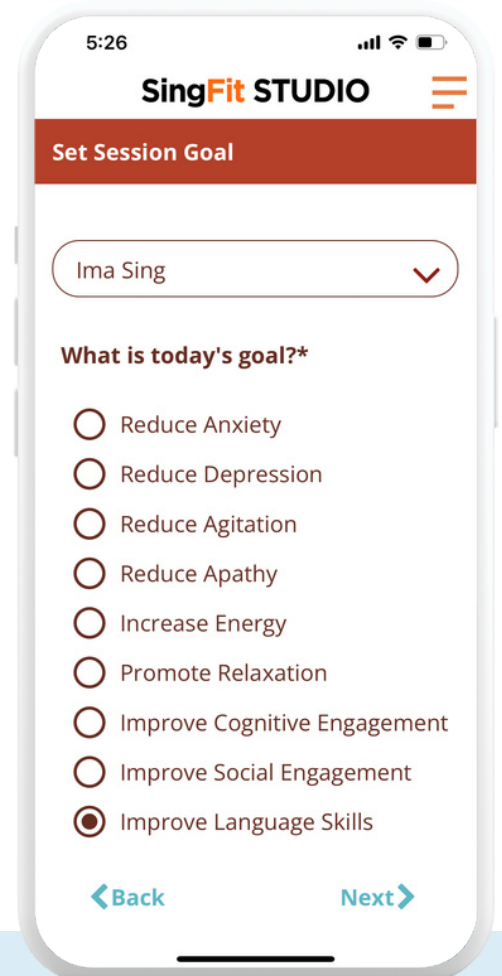 5:26
SingFit STUDIO
Set Session Goal
Ima Sing
What is today's goal?*
Reduce Anxiety
Reduce Depression
Reduce Agitation
Reduce Apathy
Increase Energy
Promote Relaxation
Improve Cognitive Engagement
Improve Social Engagement
Improve Language Skills
Back Next